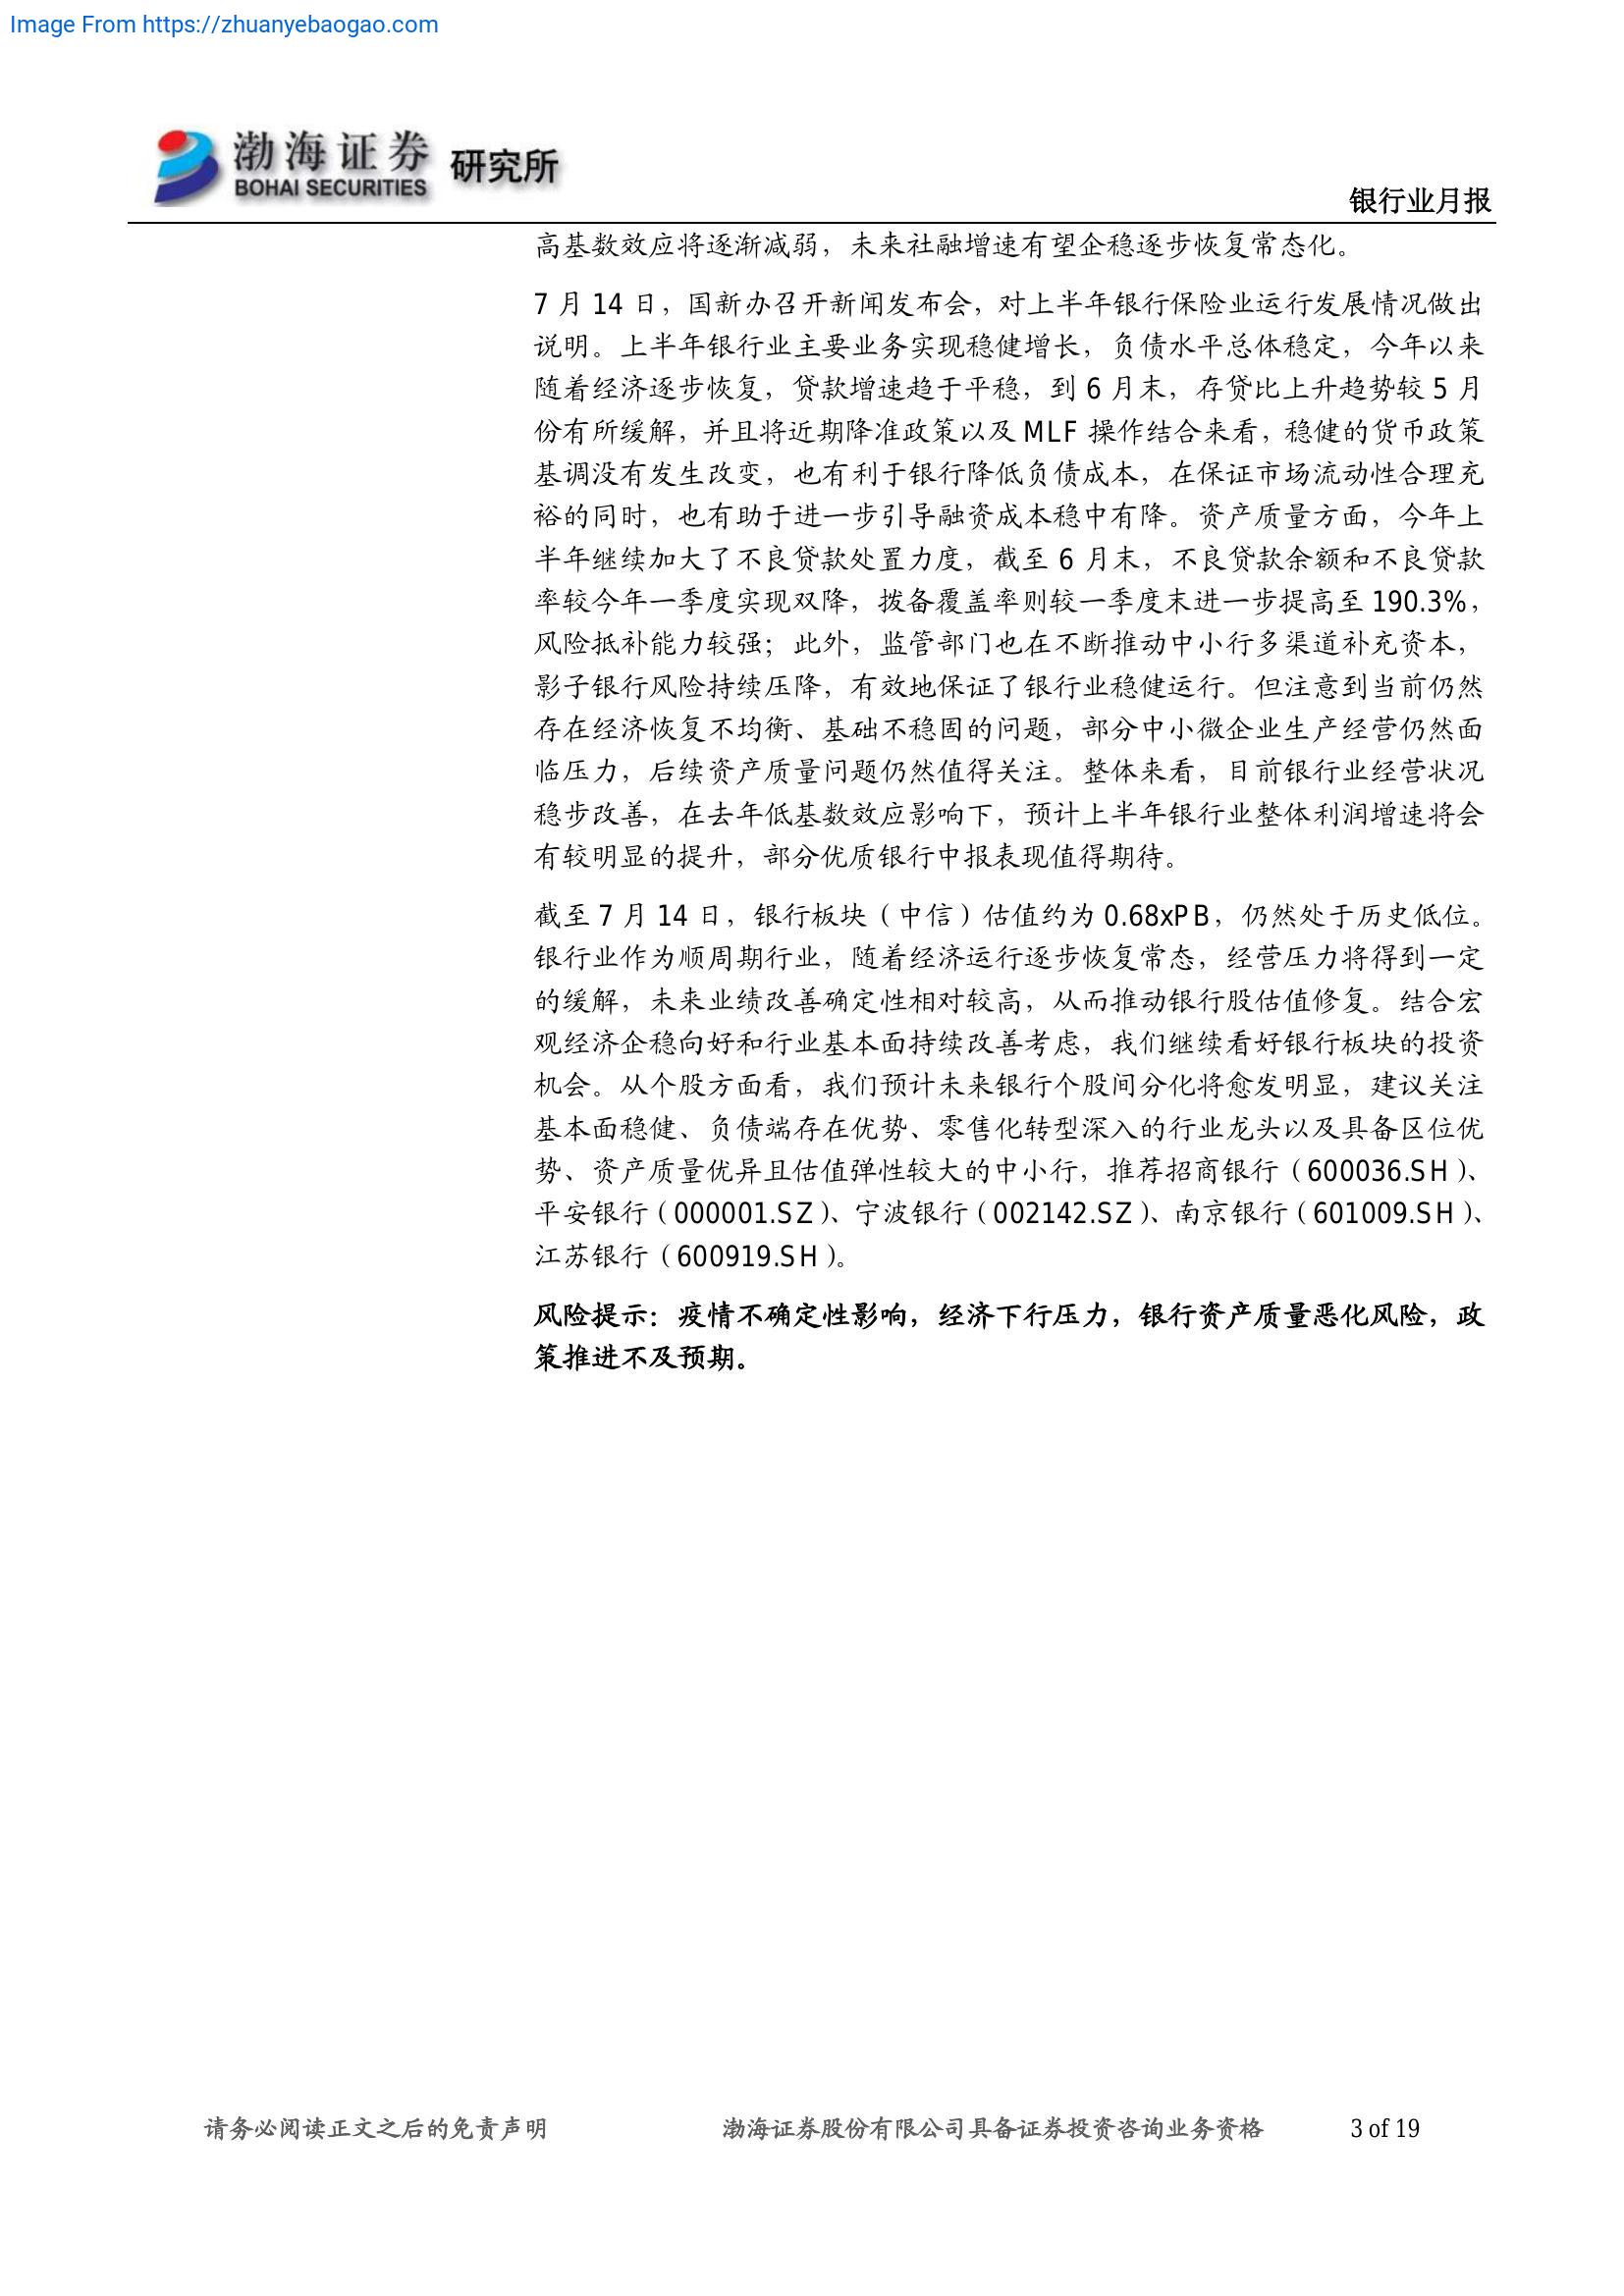 Image From https://zhuanyebaogao.com
渤海证券
BOHAI SECURITIES
研究所
银行业月报
高基数效应将逐渐减弱，未来社融增速有望企稳逐步恢复常态化。
7 月 14 日，国新办召开新闻发布会，对上半年银行保险业运行发展情况做出
说明。上半年银行业主要业务实现稳健增长，负债水平总体稳定，今年以来
随着经济逐步恢复，贷款增速趋于平稳，到 6 月末，存贷比上升趋势较 5 月
份有所缓解，并且将近期降准政策以及 MLF 操作结合来看，稳健的货币政策
基调没有发生改变，也有利于银行降低负债成本，在保证市场流动性合理充
裕的同时，也有助于进一步引导融资成本稳中有降。资产质量方面，今年上
半年继续加大了不良贷款处置力度，截至 6 月末，不良贷款余额和不良贷款
率较今年一季度实现双降，拨备覆盖率则较一季度末进一步提高至 190.3%，
风险抵补能力较强；此外，监管部门也在不断推动中小行多渠道补充资本，
影子银行风险持续压降，有效地保证了银行业稳健运行。但注意到当前仍然
存在经济恢复不均衡、基础不稳固的问题，部分中小微企业生产经营仍然面
临压力，后续资产质量问题仍然值得关注。整体来看，目前银行业经营状况
稳步改善，在去年低基数效应影响下，预计上半年银行业整体利润增速将会
有较明显的提升，部分优质银行中报表现值得期待。
截至 7 月 14 日，银行板块（中信）估值约为 0.68xPB，仍然处于历史低位。
银行业作为顺周期行业，随着经济运行逐步恢复常态，经营压力将得到一定
的缓解，未来业绩改善确定性相对较高，从而推动银行股估值修复。结合宏
观经济企稳向好和行业基本面持续改善考虑，我们继续看好银行板块的投资
机会。从个股方面看，我们预计未来银行个股间分化将愈发明显，建议关注
基本面稳健、负债端存在优势、零售化转型深入的行业龙头以及具备区位优
势、资产质量优异且估值弹性较大的中小行，推荐招商银行（600036.SH）、
平安银行（000001.SZ）、宁波银行（002142.SZ）、南京银行（601009.SH）、
江苏银行（600919.SH）。
风险提示：疫情不确定性影响，经济下行压力，银行资产质量恶化风险，政
策推进不及预期。
请务必阅读正文之后的免责声明 渤海证券股份有限公司具备证券投资咨询业务资格 3 of 19